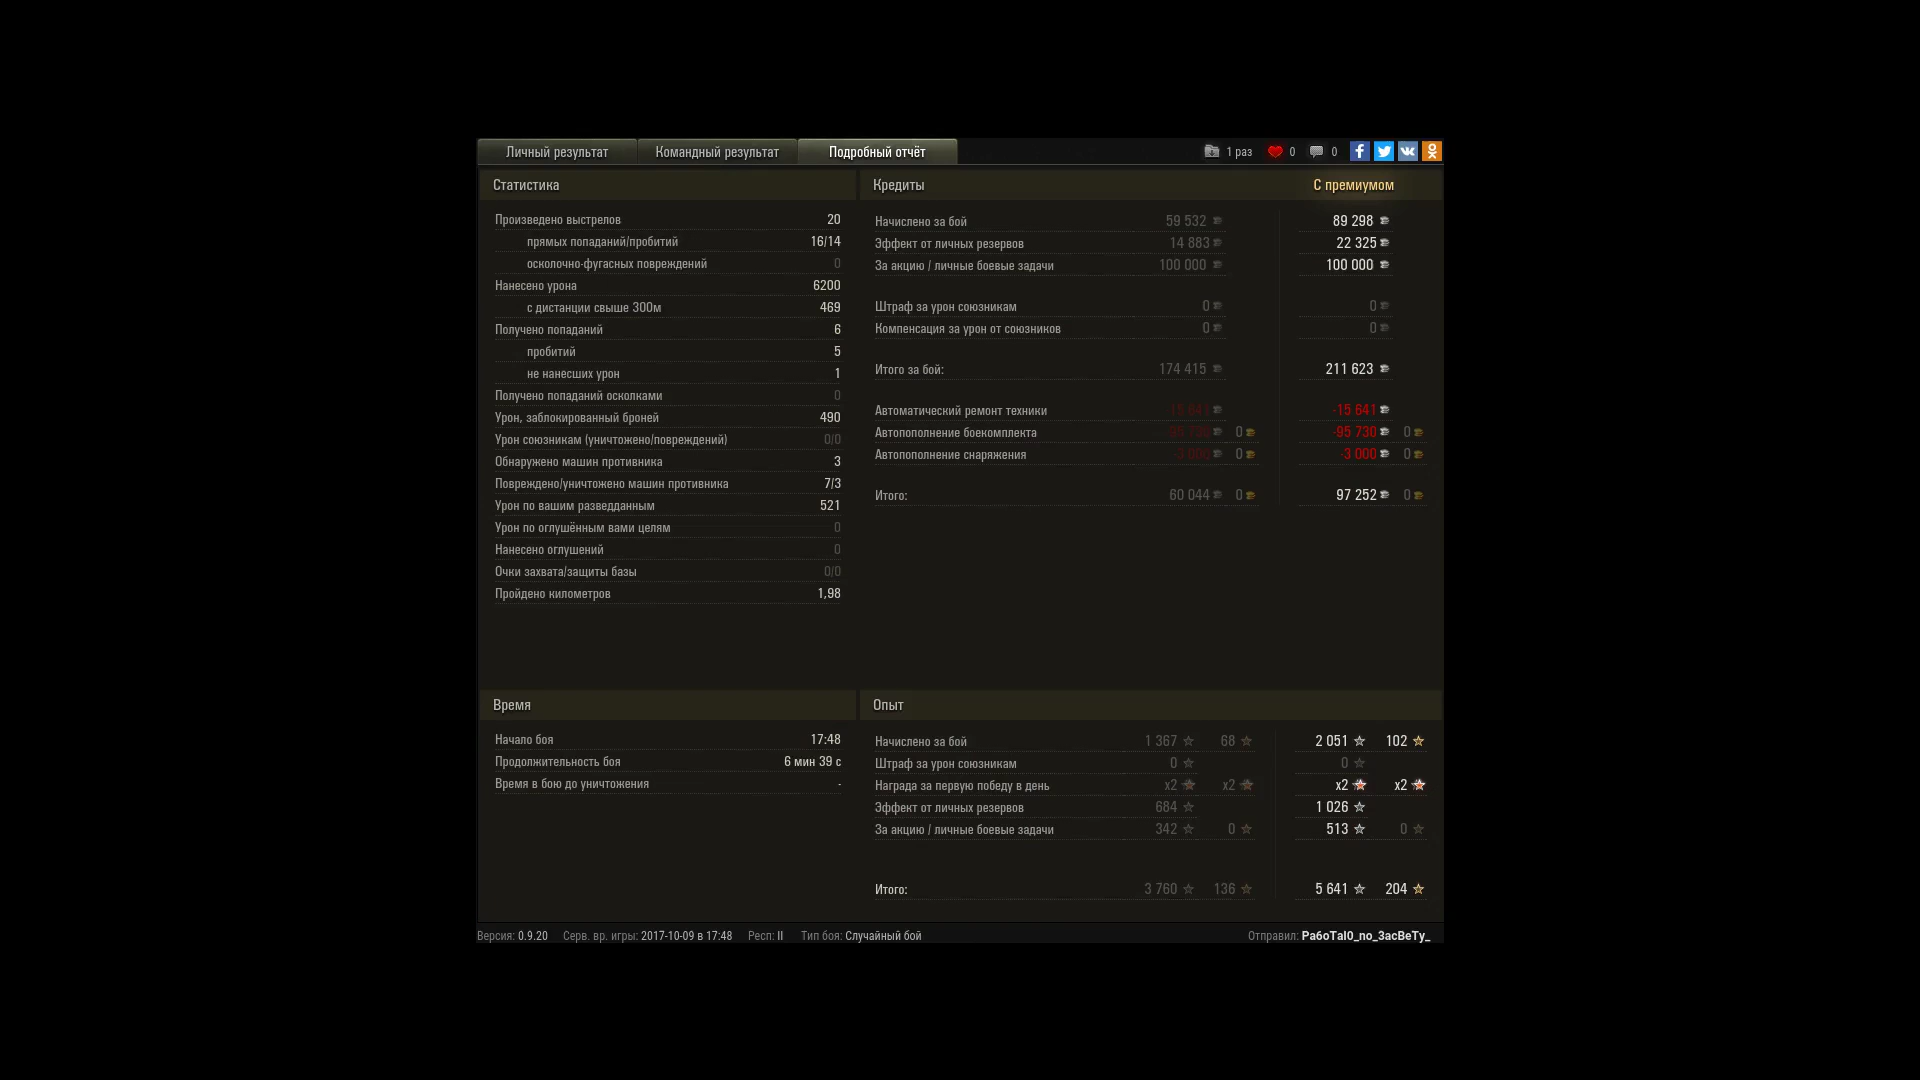 Личный результат Командный результат Подробный отчёт 1 раз 0 0
Статистика
Произведено выстрелов 20
прямых попаданий/пробитий 16/14
осколочно-фугасных повреждений 0
Нанесено урона 6200
с дистанции свыше 300м 469
Получено попаданий 6
пробитий 5
не нанесших урон 1
Получено попаданий осколками 0
Урон, заблокированный броней 490
Урон союзникам (уничтожено/повреждений) 0/0
Обнаружено машин противника 3
Повреждено/уничтожено машин противника 7/3
Урон по вашим разведданным 521
Урон по оглушённым вами целям 0
Нанесено оглушений 0
Очки захвата/защиты базы 0/0
Пройдено километров 1,98
Кредиты С премиумом
Начислено за бой 59 532 89 298
Эффект от личных резервов 14 883 22 325
За акцию / личные боевые задачи 100 000 100 000
Штраф за урон союзникам 0 0
Компенсация за урон от союзников 0 0
Итого за бой: 174 415 211 623
Автоматический ремонт техники -15 641 -15 641
Автопополнение боекомплекта -95 730 0 -95 730 0
Автопополнение снаряжения -3 000 0 -3 000 0
Итого: 60 044 0 97 252 0
Время
Начало боя 17:48
Продолжительность боя 6 мин 39 с
Время в бою до уничтожения -
Опыт
Начислено за бой 1 367 68 2 051 102
Штраф за урон союзникам 0 0
Награда за первую победу в день x2 x2 x2 x2
Эффект от личных резервов 684 1 026
За акцию / личные боевые задачи 342 0 513 0
Итого: 3 760 136 5 641 204
Версия: 0.9.20 Серв. вр. игры: 2017-10-09 в 17:48 Респ: II Тип боя: Случайный бой Отправил: Pa6oTaI0_no_3acBeTy_